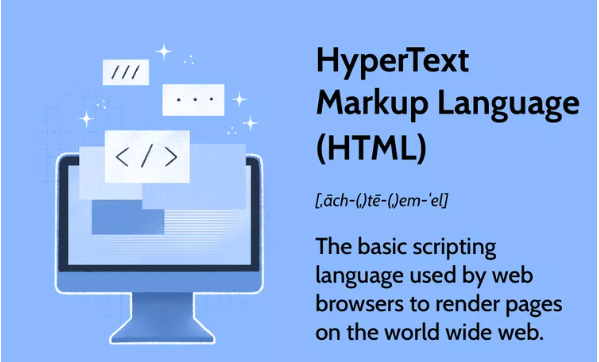 ///
...
</>
HyperText
Markup Language
(HTML)
[ˌāch-(ˌ)tē-(ˌ)em-ˈel]
The basic scripting
language used by web
browsers to render pages
on the world wide web.